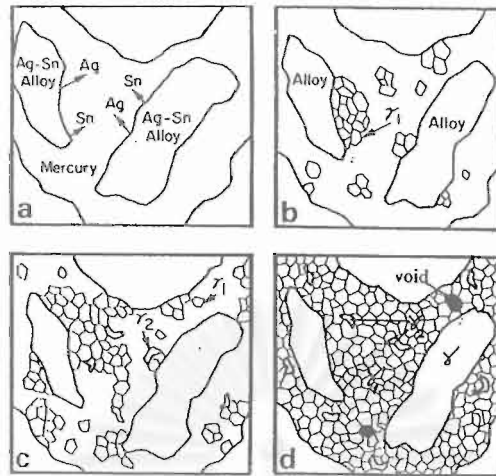 Ag-Sn
Alloy
Ag
Sn
Sn
Ag
Ag-Sn
Alloy
Mercury
a
Alloy
γ1
Alloy
b
γ1
γ2
c
void
γ
d